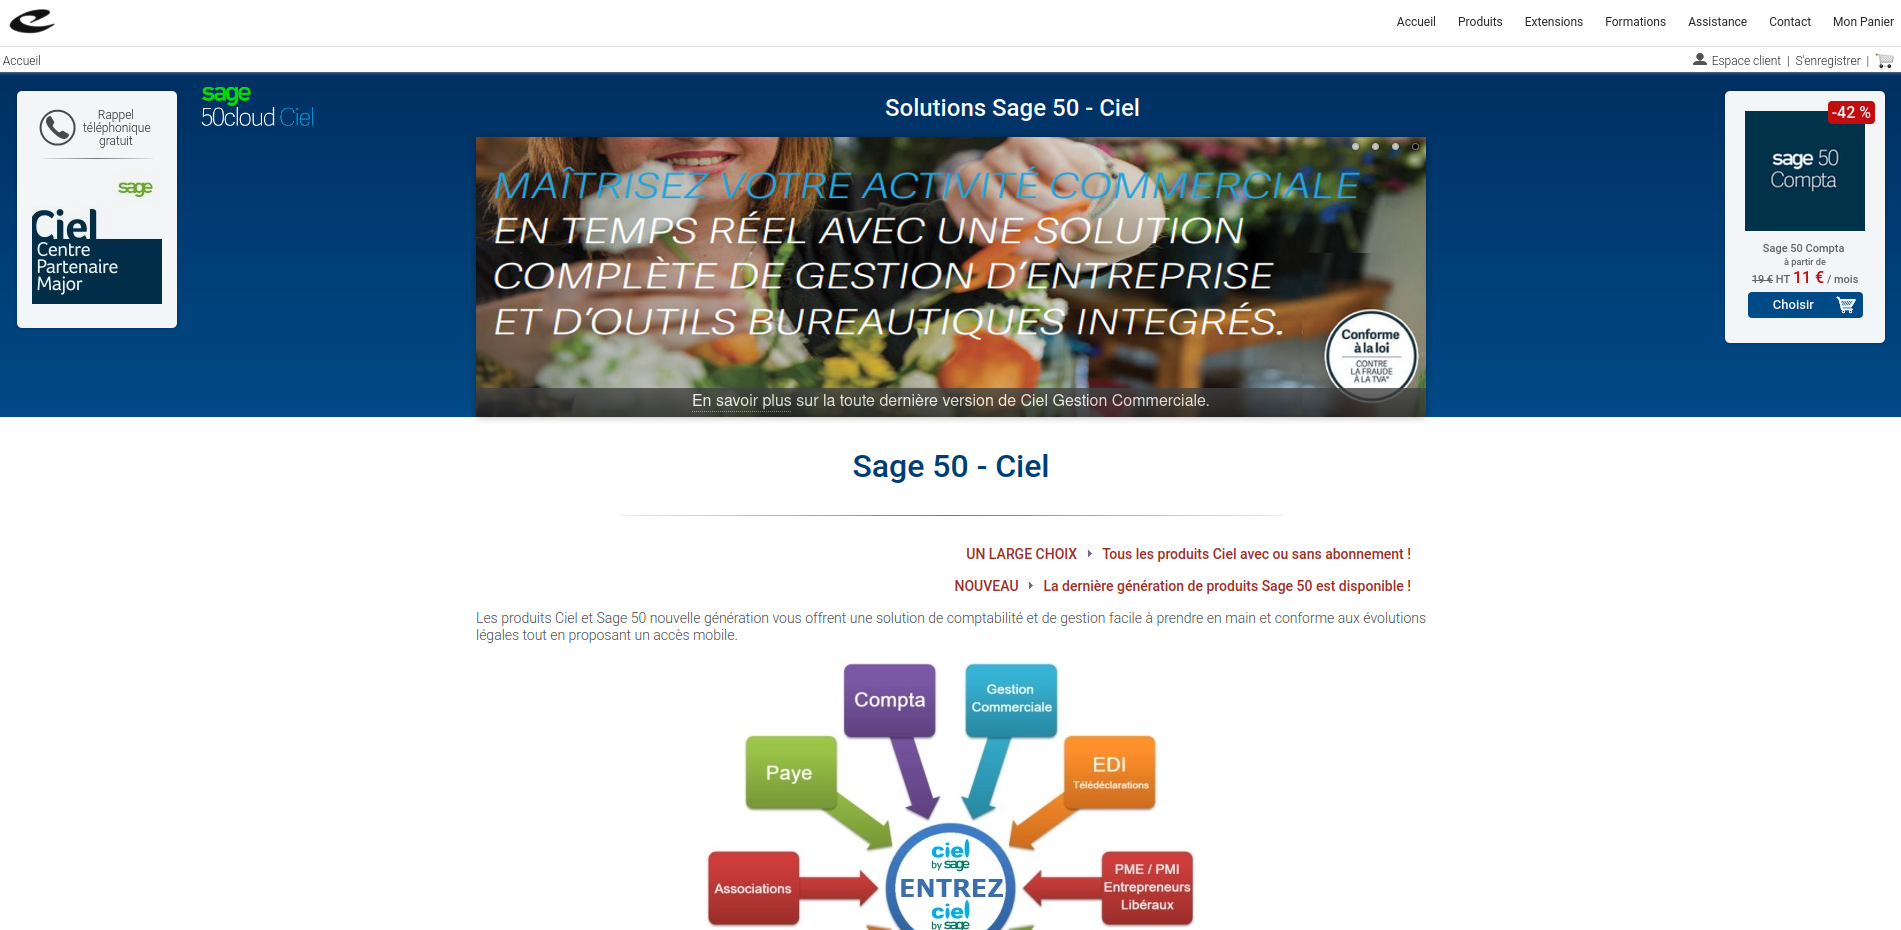 Accueil Produits Extensions Formations Assistance Contact Mon Panier
Accueil
Espace client | S'enregistrer |
Rappel
téléphonique
gratuit
sage
Ciel
Centre
Partenaire
Major
sage
50cloud Ciel
Solutions Sage 50 - Ciel
MAÎTRISEZ VOTRE ACTIVITÉ COMMERCIALE
EN TEMPS RÉEL AVEC UNE SOLUTION
COMPLÈTE DE GESTION D'ENTREPRISE
ET D'OUTILS BUREAUTIQUES INTEGRÉS.
Conforme
à la loi
CONTRE
LA FRAUDE
À LA TVA*
En savoir plus sur la toute dernière version de Ciel Gestion Commerciale.
-42 %
sage 50
Compta
Sage 50 Compta
à partir de
19 € HT 11 € / mois
Choisir
Sage 50 - Ciel
UN LARGE CHOIX Tous les produits Ciel avec ou sans abonnement !
NOUVEAU La dernière génération de produits Sage 50 est disponible !
Les produits Ciel et Sage 50 nouvelle génération vous offrent une solution de comptabilité et de gestion facile à prendre en main et conforme aux évolutions
légales tout en proposant un accès mobile.
Compta
Gestion
Commerciale
Paye
EDI
Télédéclarations
Associations
ciel
by sage
ENTREZ
ciel
by sage
PME / PMI
Entrepreneurs
Libéraux